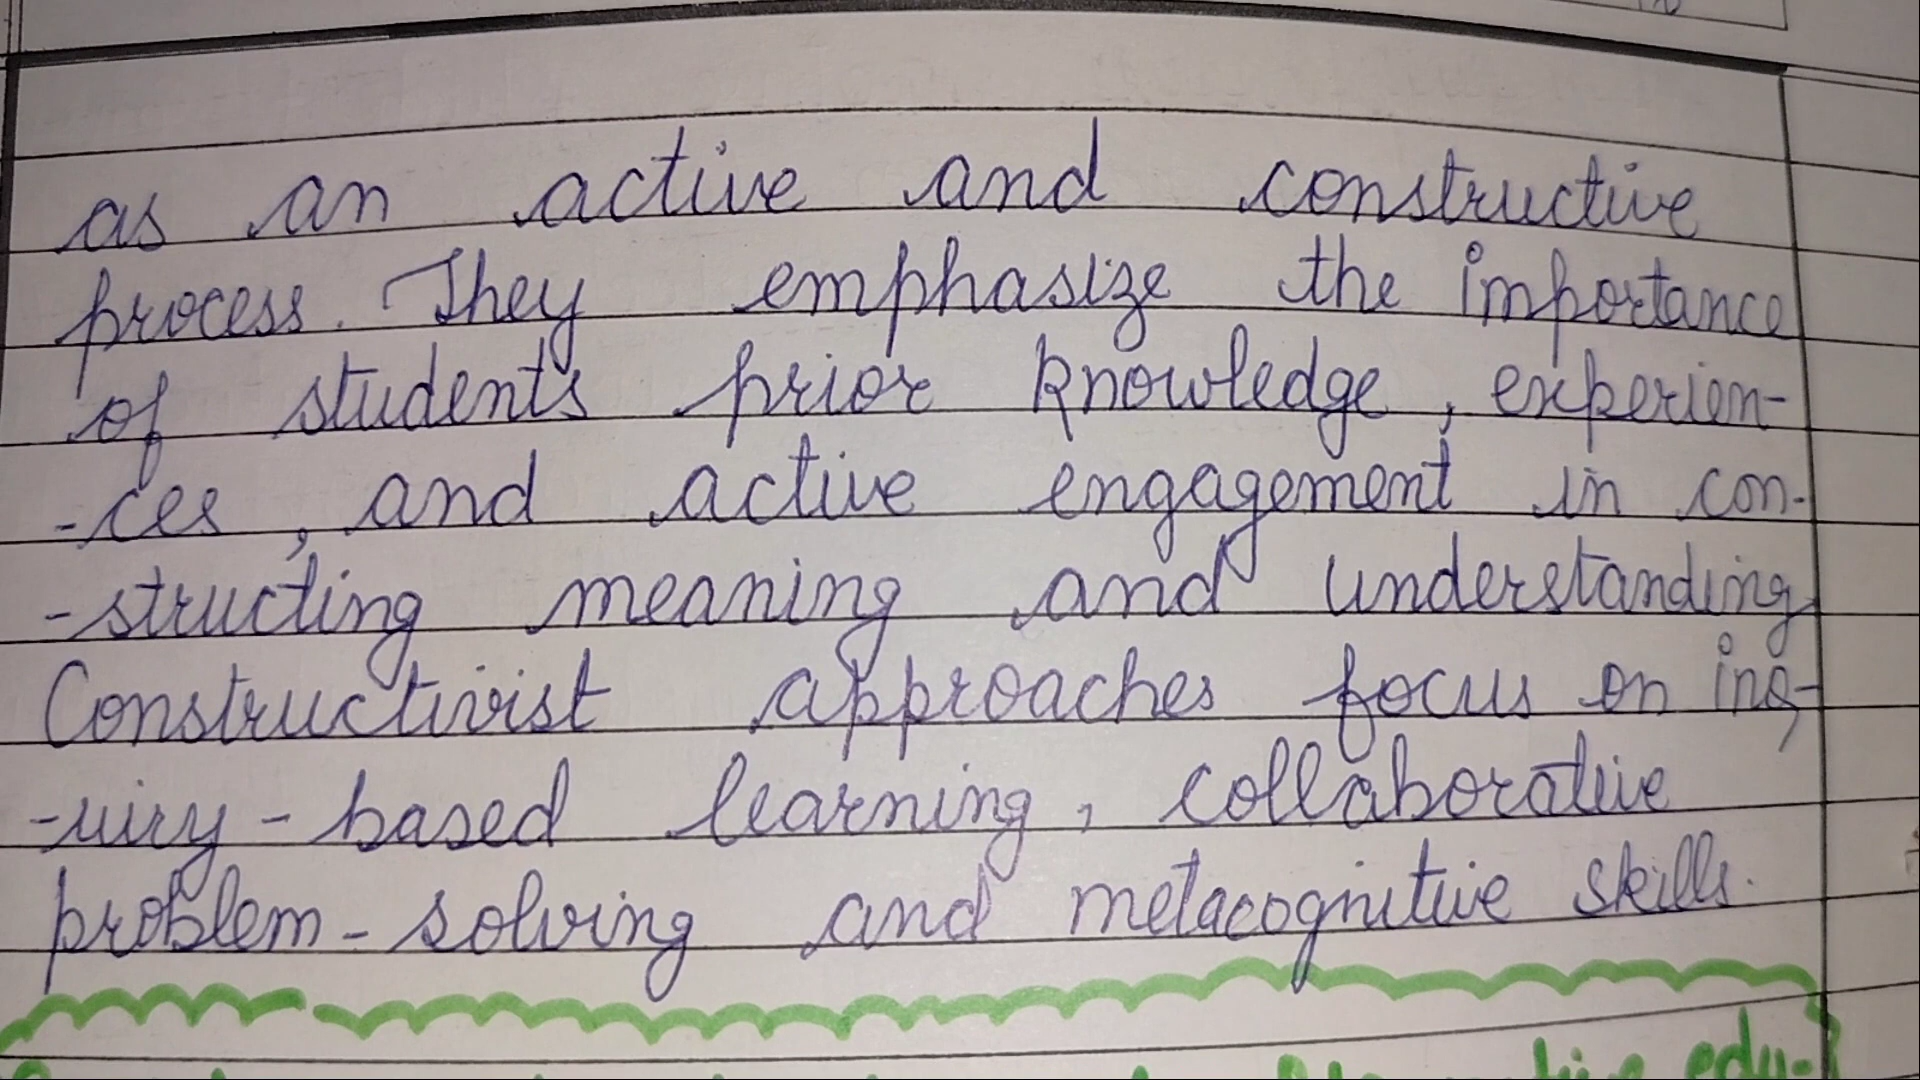 as an active and constructive
process. They emphasize the importance
of students prior knowledge, experien-
-ces, and active engagement in con-
-structing meaning and understanding
Constructivist approaches focus on inq-
-uiry-based learning, collaborative
problem-solving and metacognitive skills.
edu-